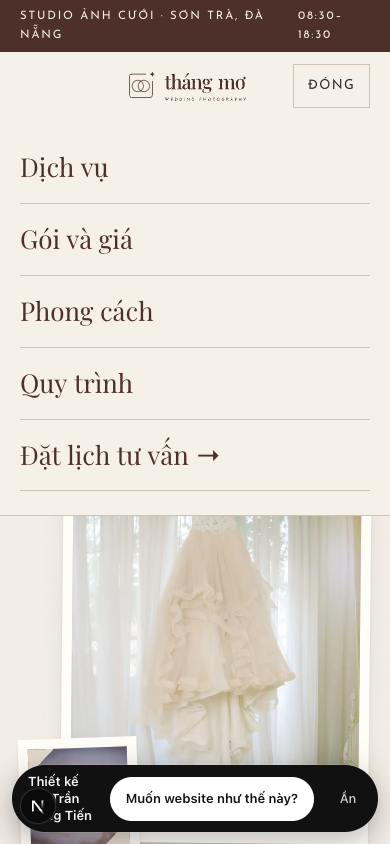 STUDIO ẢNH CƯỚI · SƠN TRÀ, ĐÀ
NẴNG
08:30–
18:30
tháng mơ
WEDDING PHOTOGRAPHY
ĐÓNG
Dịch vụ
Gói và giá
Phong cách
Quy trình
Đặt lịch tư vấn →
Thiết kế
Trần
g Tiến
Muốn website như thế này?
Ẩn
N